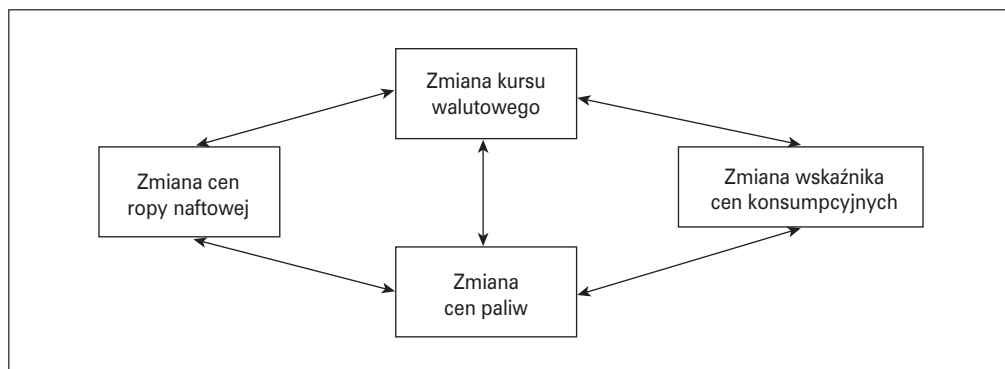 Zmiana kursu
walutowego
Zmiana cen
ropy naftowej
Zmiana wskaźnika
cen konsumpcyjnych
Zmiana
cen paliw